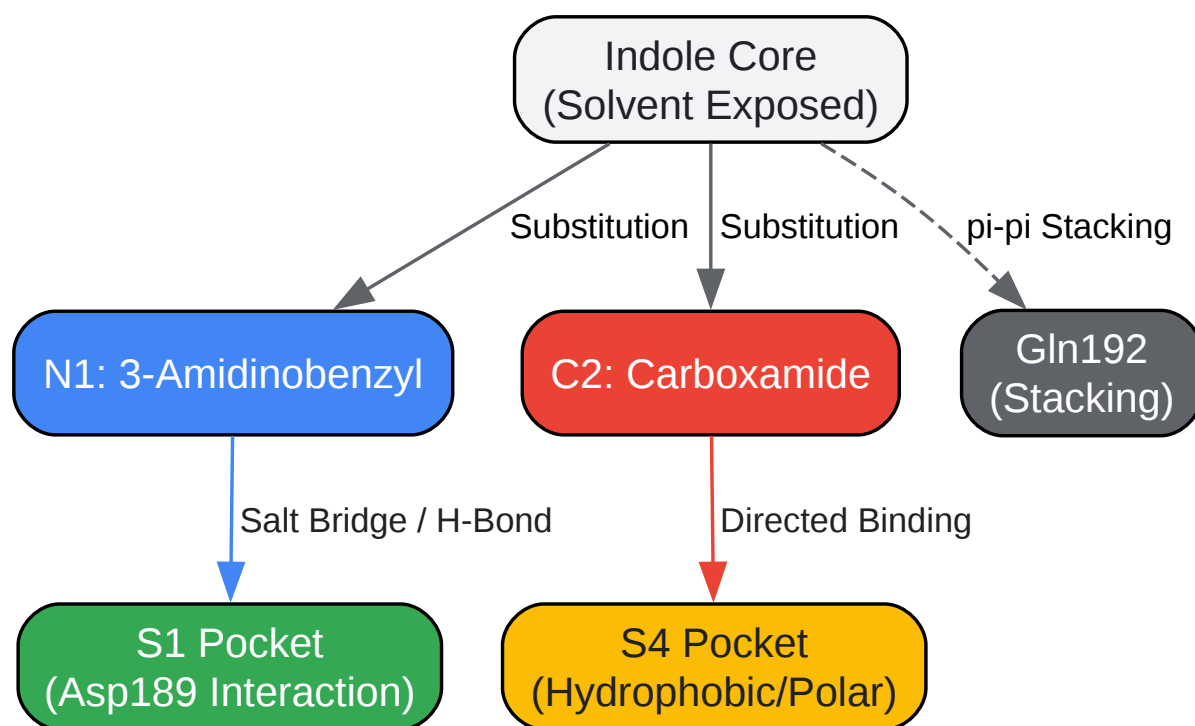 Indole Core
(Solvent Exposed)
Substitution
Substitution
pi-pi Stacking
N1: 3-Amidinobenzyl
C2: Carboxamide
Gln192
(Stacking)
Salt Bridge / H-Bond
Directed Binding
S1 Pocket
(Asp189 Interaction)
S4 Pocket
(Hydrophobic/Polar)